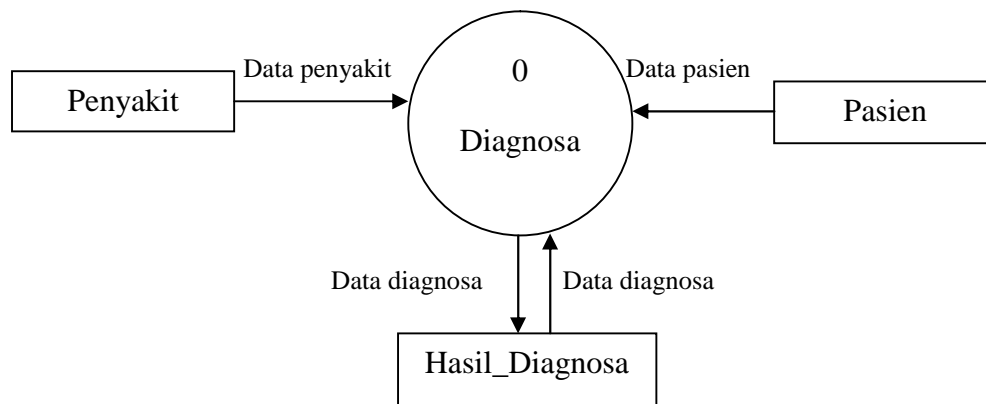 0
Data penyakit
Data pasien
Penyakit
Pasien
Diagnosa
Data diagnosa
Data diagnosa
Hasil_Diagnosa